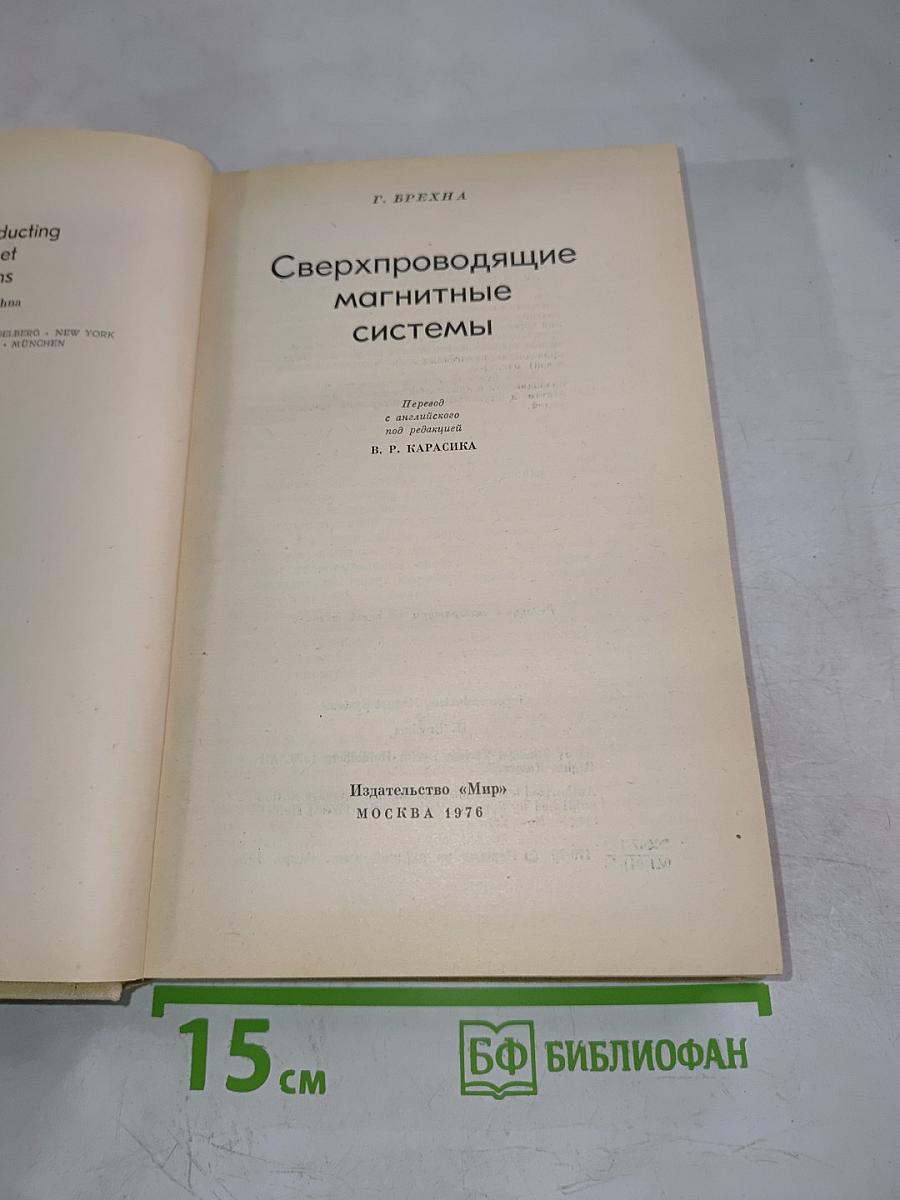 ducting
et
ns
hna
ELBERG · NEW YORK
· MÜNCHEN
Г. БРЕХНА
Сверхпроводящие
магнитные
системы
Перевод
с английского
под редакцией
В. Р. КАРАСИКА
Издательство «Мир»
МОСКВА 1976
15 см
БФ БИБЛИОФАН